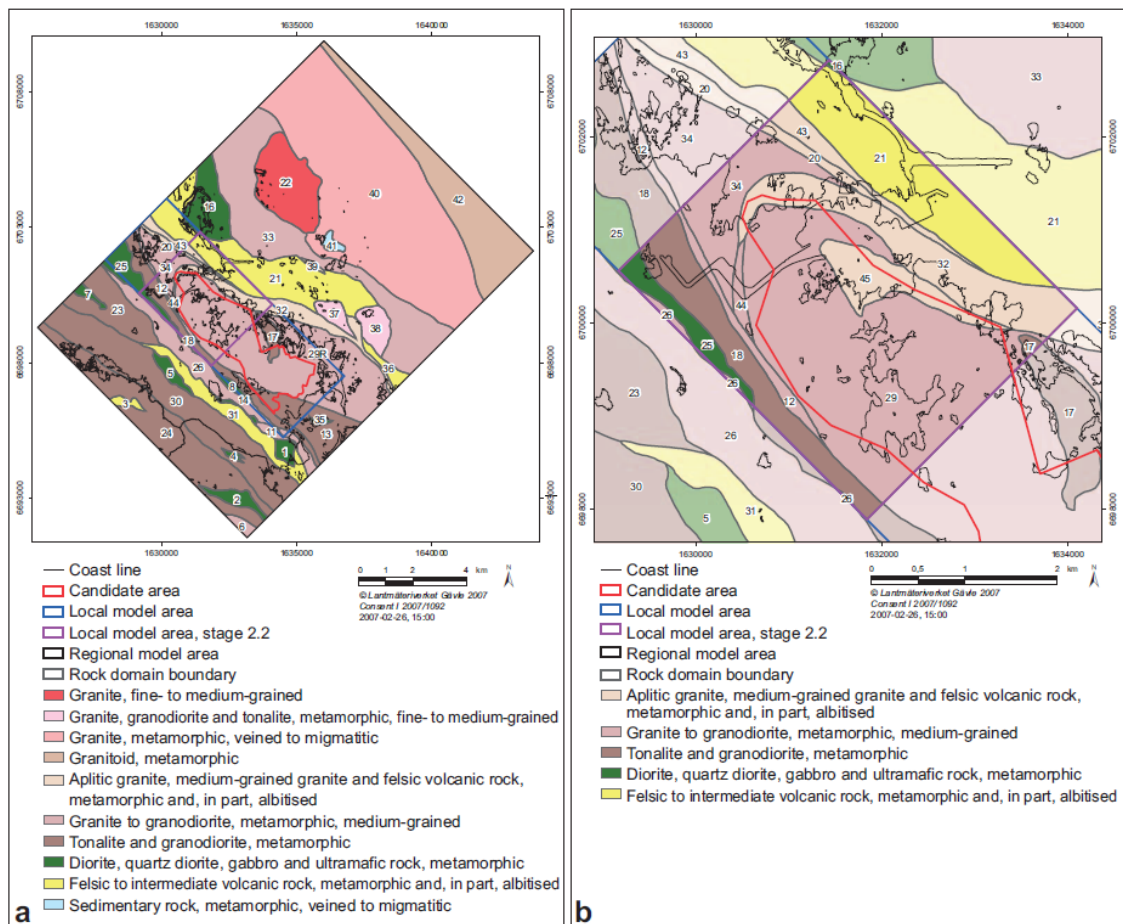 1630000 1635000 1640000
6708000 6708000
42
22
40
16
6703000 6703000
41
33
20 43
39
34 21
25
12
7 44 32 37
23 38
17
18
6698000 29R 6698000
26
5 36
8
14
3 30
31
24 11 35
13
4 1
2
6693000 6693000
6
1630000 1635000 1640000
Coast line
Candidate area
Local model area
Local model area, stage 2.2
Regional model area
Rock domain boundary
Granite, fine- to medium-grained
Granite, granodiorite and tonalite, metamorphic, fine- to medium-grained
Granite, metamorphic, veined to migmatitic
Granitoid, metamorphic
Aplitic granite, medium-grained granite and felsic volcanic rock,
metamorphic and, in part, albitised
Granite to granodiorite, metamorphic, medium-grained
Tonalite and granodiorite, metamorphic
Diorite, quartz diorite, gabbro and ultramafic rock, metamorphic
Felsic to intermediate volcanic rock, metamorphic and, in part, albitised
Sedimentary rock, metamorphic, veined to migmatitic
0 1 2 4 km
N
© Lantmäteriverket Gävle 2007
Consent I 2007/1092
2007-02-26, 15:00
a
1630000 1632000 1634000
43 16
33
20
6702000 6702000
12 34 43
20 21
18 34
21
25
32
45
6700000 44 6700000
26
25 17
18
26
12 17
23 29
26
30
31 26
6698000 6698000
5
1630000 1632000 1634000
Coast line
Candidate area
Local model area
Local model area, stage 2.2
Regional model area
Rock domain boundary
Aplitic granite, medium-grained granite and felsic volcanic rock,
metamorphic and, in part, albitised
Granite to granodiorite, metamorphic, medium-grained
Tonalite and granodiorite, metamorphic
Diorite, quartz diorite, gabbro and ultramafic rock, metamorphic
Felsic to intermediate volcanic rock, metamorphic and, in part, albitised
0 0,5 1 2 km
N
© Lantmäteriverket Gävle 2007
Consent I 2007/1092
2007-02-26, 15:00
b